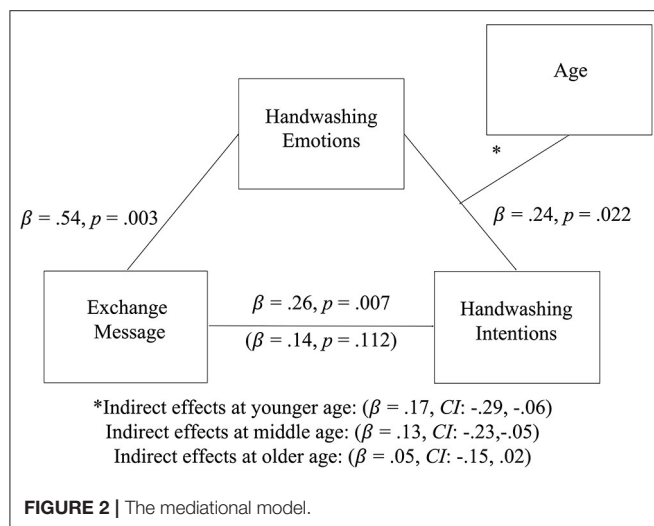 Age
Handwashing
Emotions
*
β = .54, p = .003
β = .24, p = .022
Exchange
Message
β = .26, p = .007
(β = .14, p = .112)
Handwashing
Intentions
*Indirect effects at younger age: (β = .17, CI: -.29, -.06)
Indirect effects at middle age: (β = .13, CI: -.23,-.05)
Indirect effects at older age: (β = .05, CI: -.15, .02)
FIGURE 2 | The mediational model.